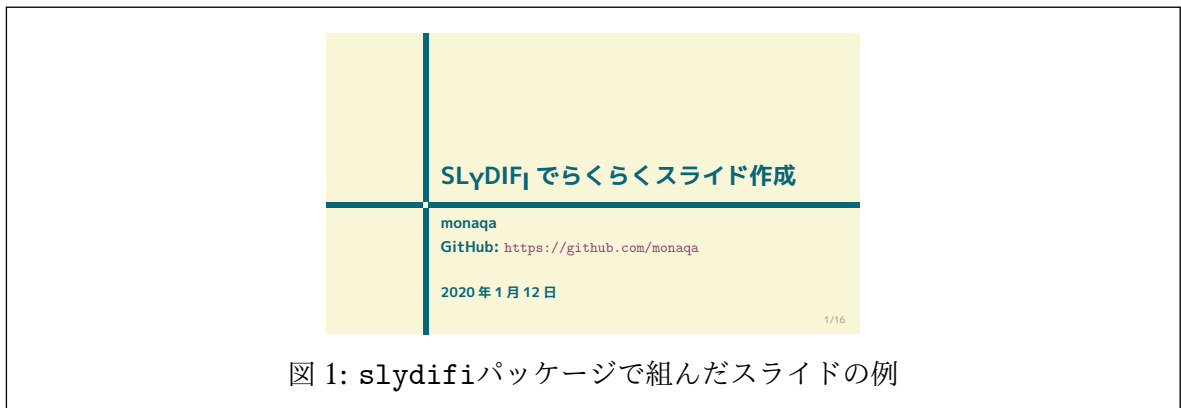 SLyDIFI でらくらくスライド作成
monaqa
GitHub: https://github.com/monaqa
2020 年 1 月 12 日
1/16
図 1: slydifiパッケージで組んだスライドの例